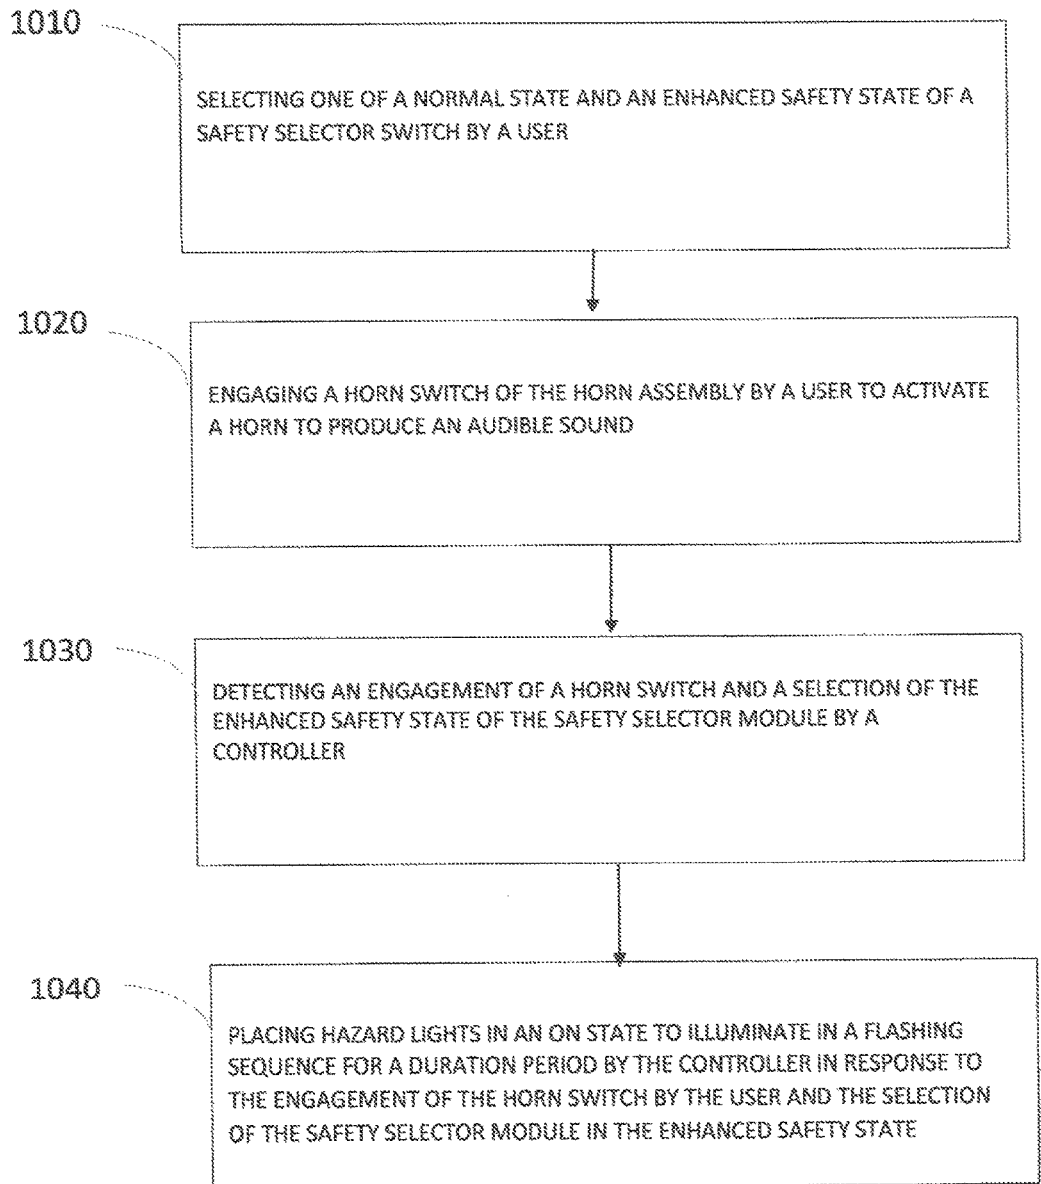 1010
SELECTING ONE OF A NORMAL STATE AND AN ENHANCED SAFETY STATE OF A
SAFETY SELECTOR SWITCH BY A USER
1020
ENGAGING A HORN SWITCH OF THE HORN ASSEMBLY BY A USER TO ACTIVATE
A HORN TO PRODUCE AN AUDIBLE SOUND
1030
DETECTING AN ENGAGEMENT OF A HORN SWITCH AND A SELECTION OF THE
ENHANCED SAFETY STATE OF THE SAFETY SELECTOR MODULE BY A
CONTROLLER
1040
PLACING HAZARD LIGHTS IN AN ON STATE TO ILLUMINATE IN A FLASHING
SEQUENCE FOR A DURATION PERIOD BY THE CONTROLLER IN RESPONSE TO
THE ENGAGEMENT OF THE HORN SWITCH BY THE USER AND THE SELECTION
OF THE SAFETY SELECTOR MODULE IN THE ENHANCED SAFETY STATE